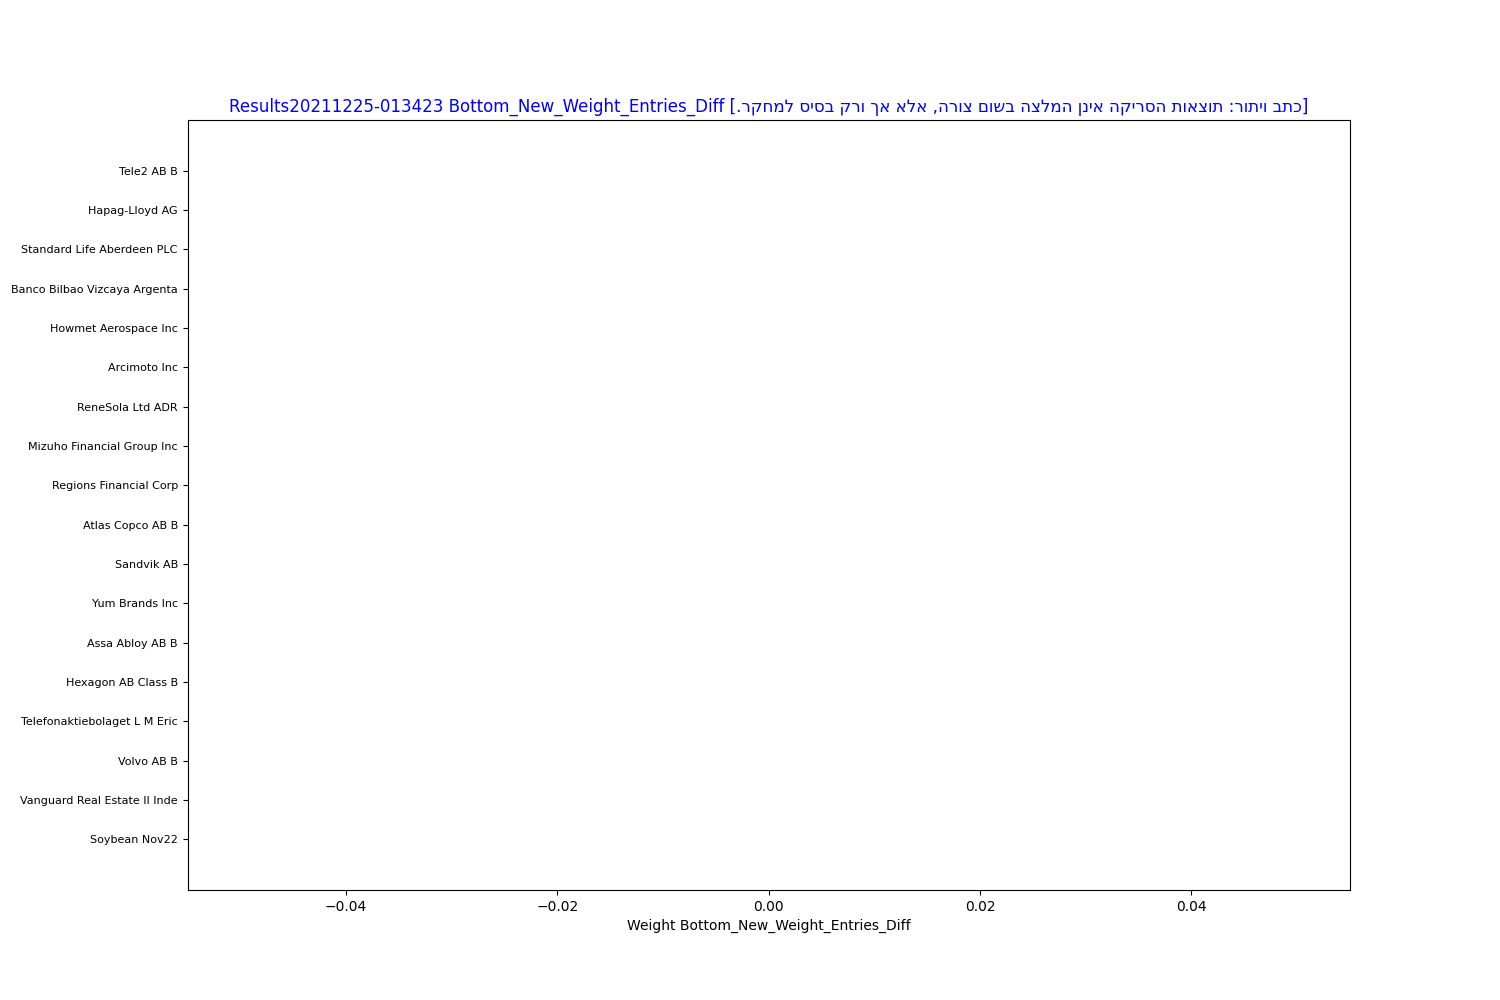 Results20211225-013423 Bottom_New_Weight_Entries_Diff [כתב ויתור: תוצאות הסריקה אינן המלצה בשום צורה, אלא אך ורק בסיס למחקר.]
Tele2 AB B
Hapag-Lloyd AG
Standard Life Aberdeen PLC
Banco Bilbao Vizcaya Argenta
Howmet Aerospace Inc
Arcimoto Inc
ReneSola Ltd ADR
Mizuho Financial Group Inc
Regions Financial Corp
Atlas Copco AB B
Sandvik AB
Yum Brands Inc
Assa Abloy AB B
Hexagon AB Class B
Telefonaktiebolaget L M Eric
Volvo AB B
Vanguard Real Estate II Inde
Soybean Nov22
−0.04 −0.02 0.00 0.02 0.04
Weight Bottom_New_Weight_Entries_Diff